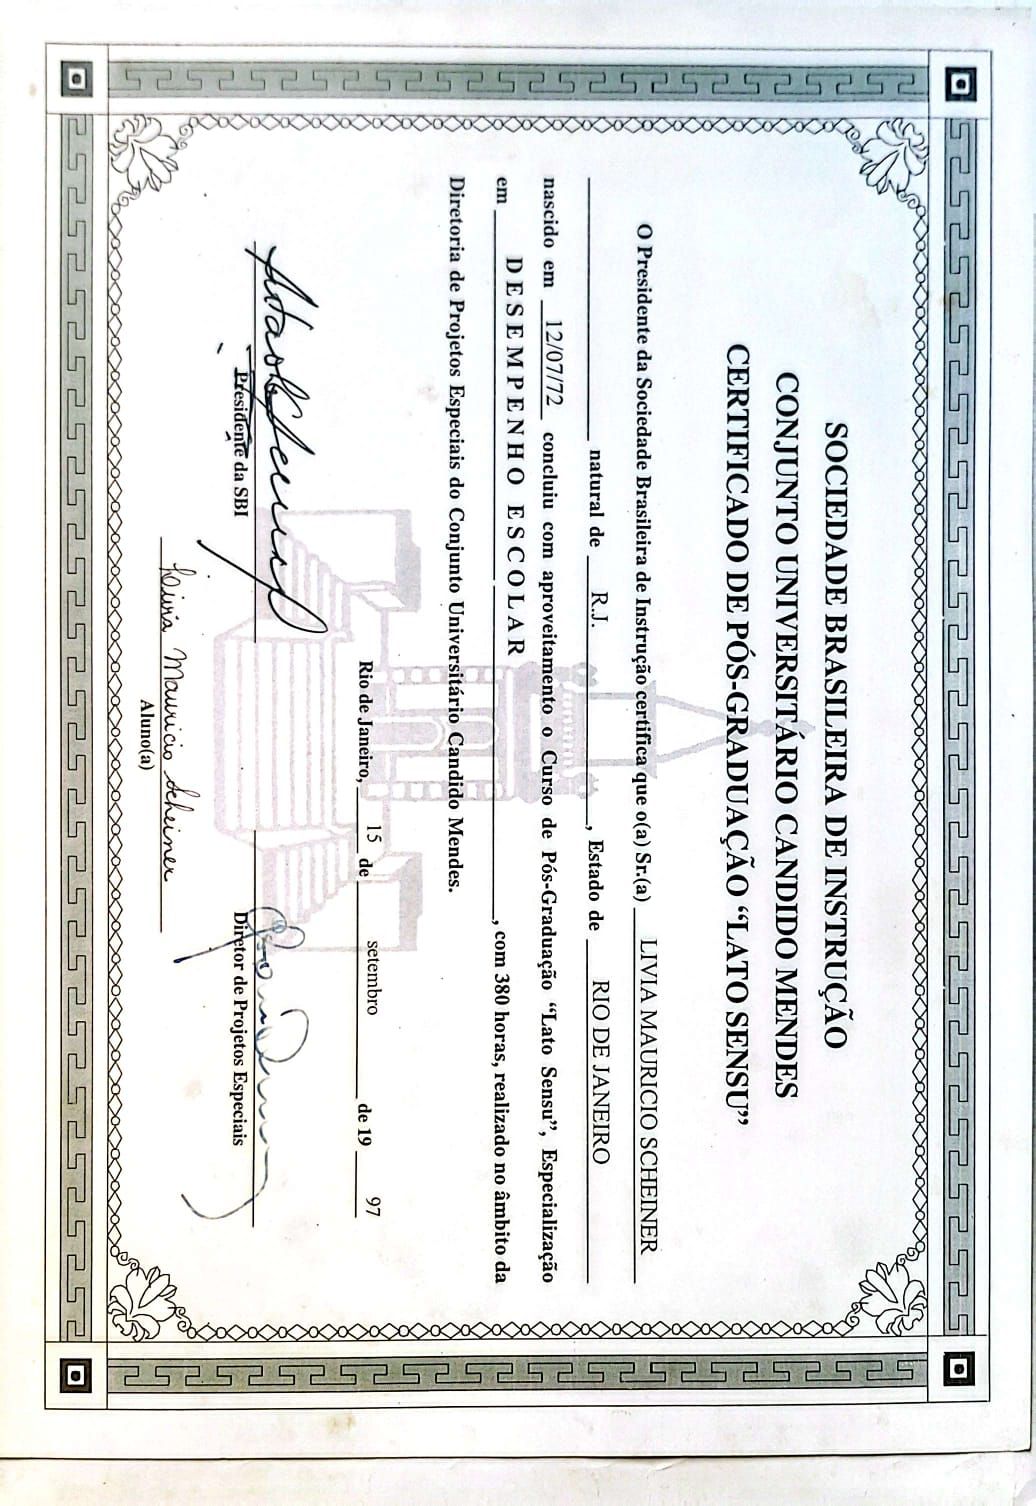 SOCIEDADE BRASILEIRA DE INSTRUÇÃO
CONJUNTO UNIVERSITÁRIO CANDIDO MENDES
CERTIFICADO DE PÓS-GRADUAÇÃO “LATO SENSU”
O Presidente da Sociedade Brasileira de Instrução certifica que o(a) Sr.(a) LIVIA MAURICIO SCHEINER
natural de R.J. , Estado de RIO DE JANEIRO
nascido em 12/07/72 concluiu com aproveitamento o Curso de Pós-Graduação “Lato Sensu”, Especialização
em DESEMPENHO ESCOLAR , com 380 horas, realizado no âmbito da
Diretoria de Projetos Especiais do Conjunto Universitário Candido Mendes.
Rio de Janeiro, 15 de setembro de 19 97
Presidente da SBI
Diretor de Projetos Especiais
Livia Mauricio Scheiner
Aluno(a)